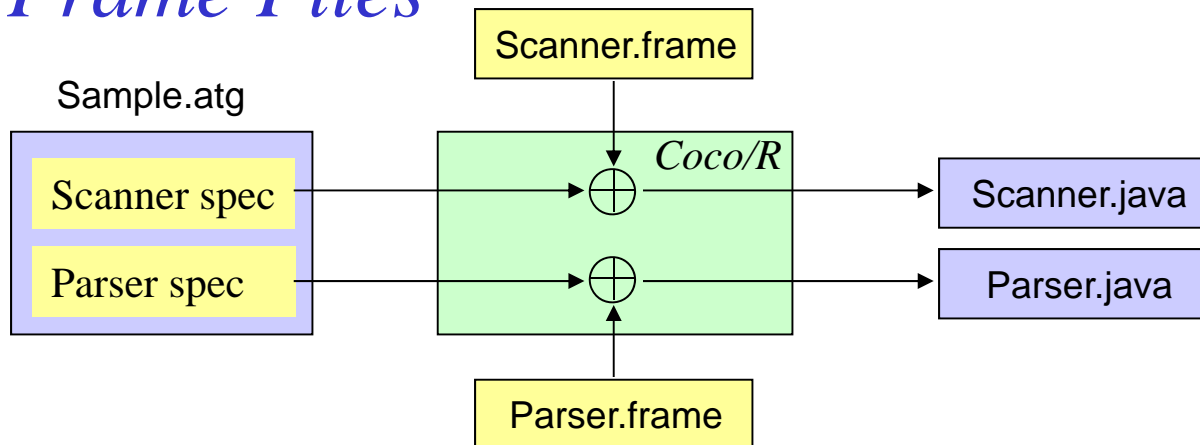 Frame Files
Scanner.frame
Sample.atg
Coco/R
Scanner spec
Scanner.java
Parser spec
Parser.java
Parser.frame